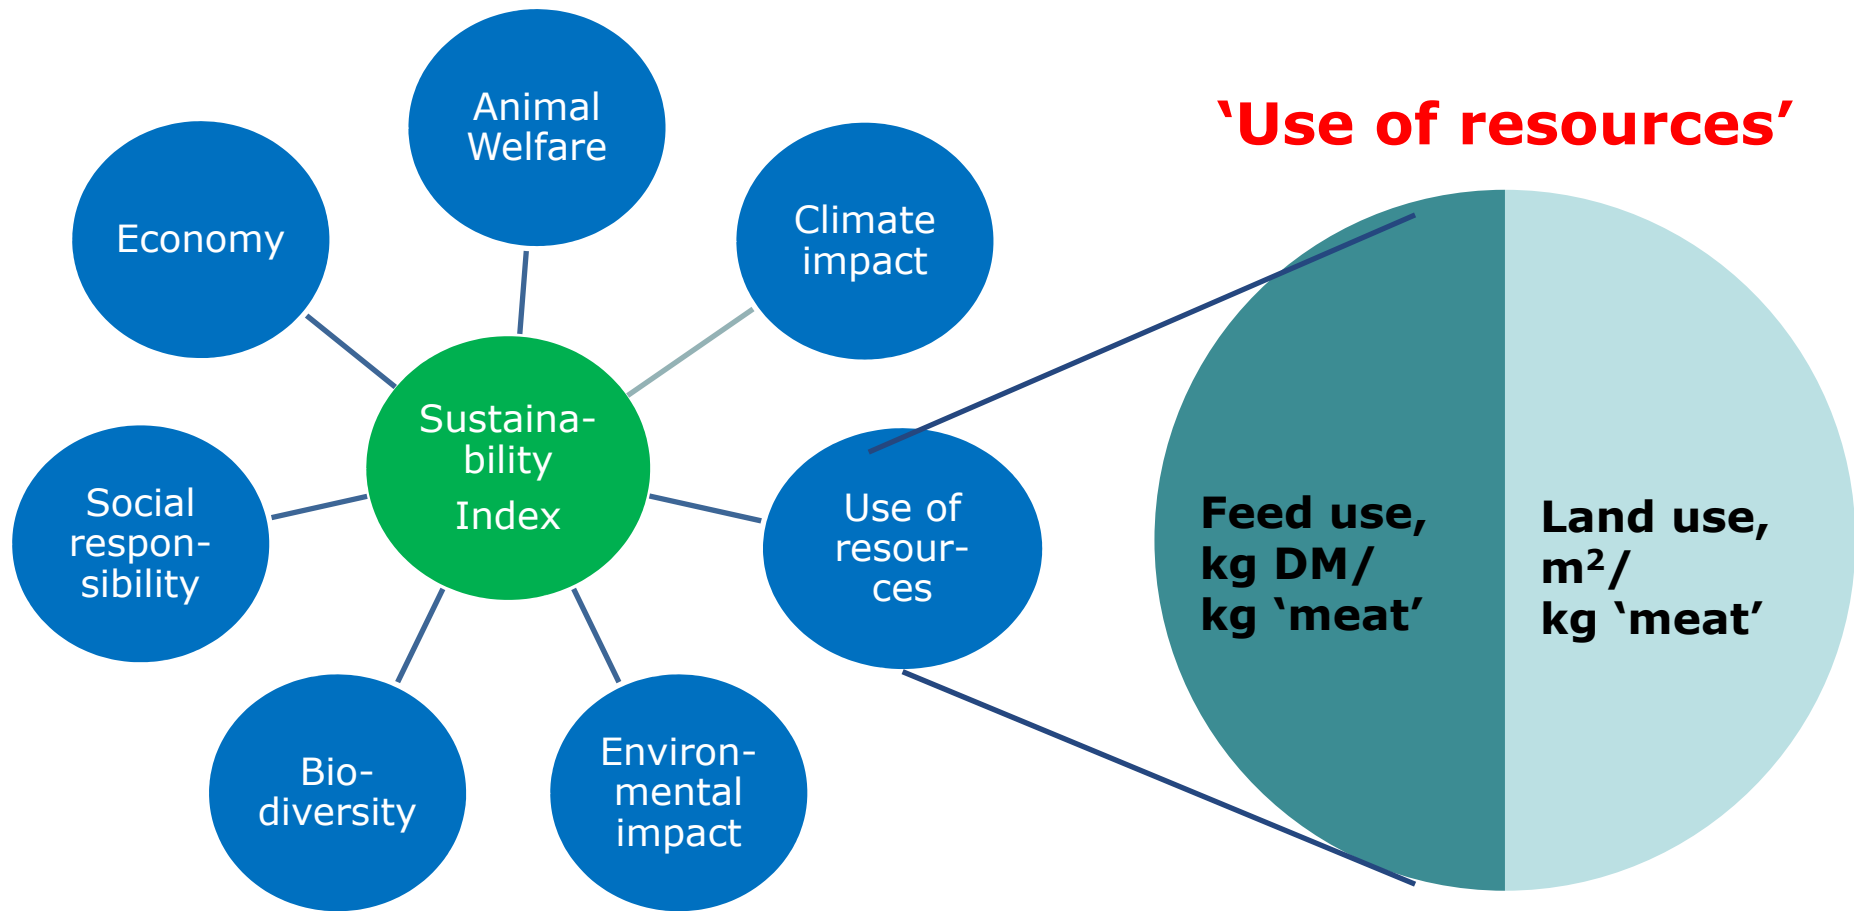 Animal
Welfare
Economy
Climate
impact
Sustaina-
bility
Index
Social
respon-
sibility
Use of
resour-
ces
Bio-
diversity
Environ-
mental
impact
‘Use of resources’
Feed use,
kg DM/
kg ‘meat’
Land use,
m²/
kg ‘meat’